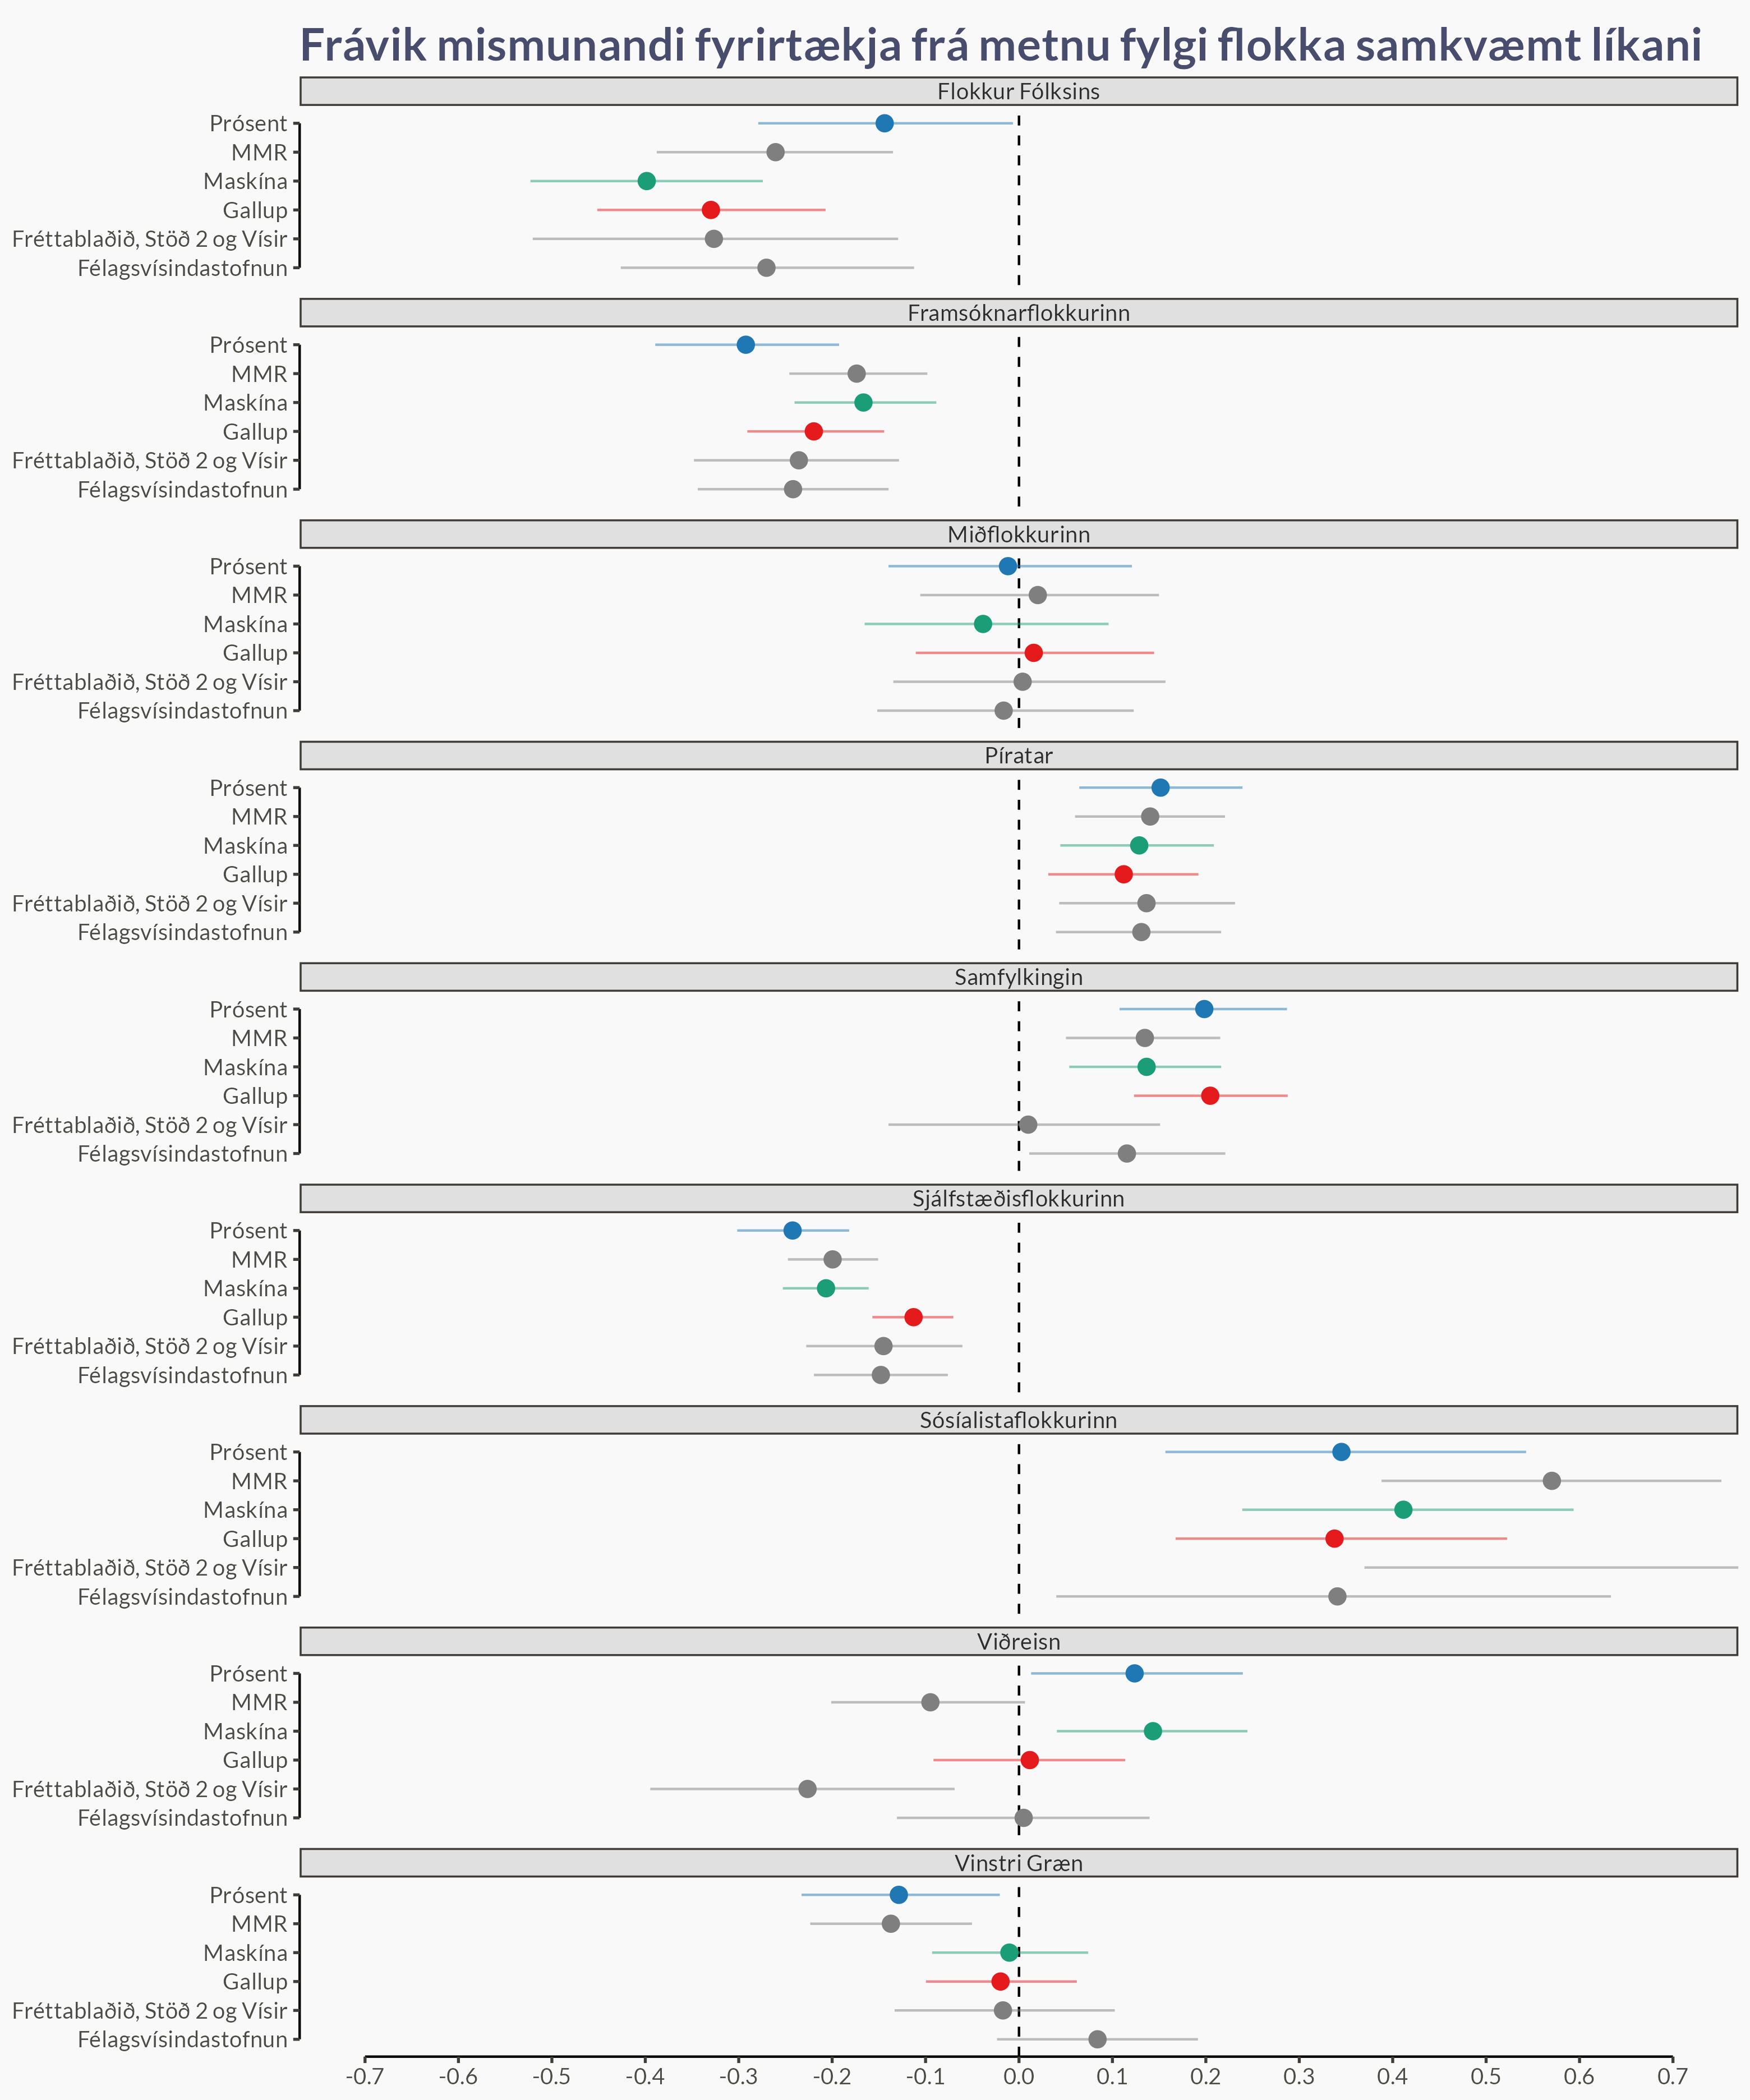 Frávik mismunandi fyrirtækja frá metnu fylgi flokka samkvæmt líkani
Flokkur Fólksins
Prósent
MMR
Maskína
Gallup
Fréttablaðið, Stöð 2 og Vísir
Félagsvísindastofnun
Framsóknarflokkurinn
Prósent
MMR
Maskína
Gallup
Fréttablaðið, Stöð 2 og Vísir
Félagsvísindastofnun
Miðflokkurinn
Prósent
MMR
Maskína
Gallup
Fréttablaðið, Stöð 2 og Vísir
Félagsvísindastofnun
Píratar
Prósent
MMR
Maskína
Gallup
Fréttablaðið, Stöð 2 og Vísir
Félagsvísindastofnun
Samfylkingin
Prósent
MMR
Maskína
Gallup
Fréttablaðið, Stöð 2 og Vísir
Félagsvísindastofnun
Sjálfstæðisflokkurinn
Prósent
MMR
Maskína
Gallup
Fréttablaðið, Stöð 2 og Vísir
Félagsvísindastofnun
Sósíalistaflokkurinn
Prósent
MMR
Maskína
Gallup
Fréttablaðið, Stöð 2 og Vísir
Félagsvísindastofnun
Viðreisn
Prósent
MMR
Maskína
Gallup
Fréttablaðið, Stöð 2 og Vísir
Félagsvísindastofnun
Vinstri Græn
Prósent
MMR
Maskína
Gallup
Fréttablaðið, Stöð 2 og Vísir
Félagsvísindastofnun
-0.7 -0.6 -0.5 -0.4 -0.3 -0.2 -0.1 0.0 0.1 0.2 0.3 0.4 0.5 0.6 0.7